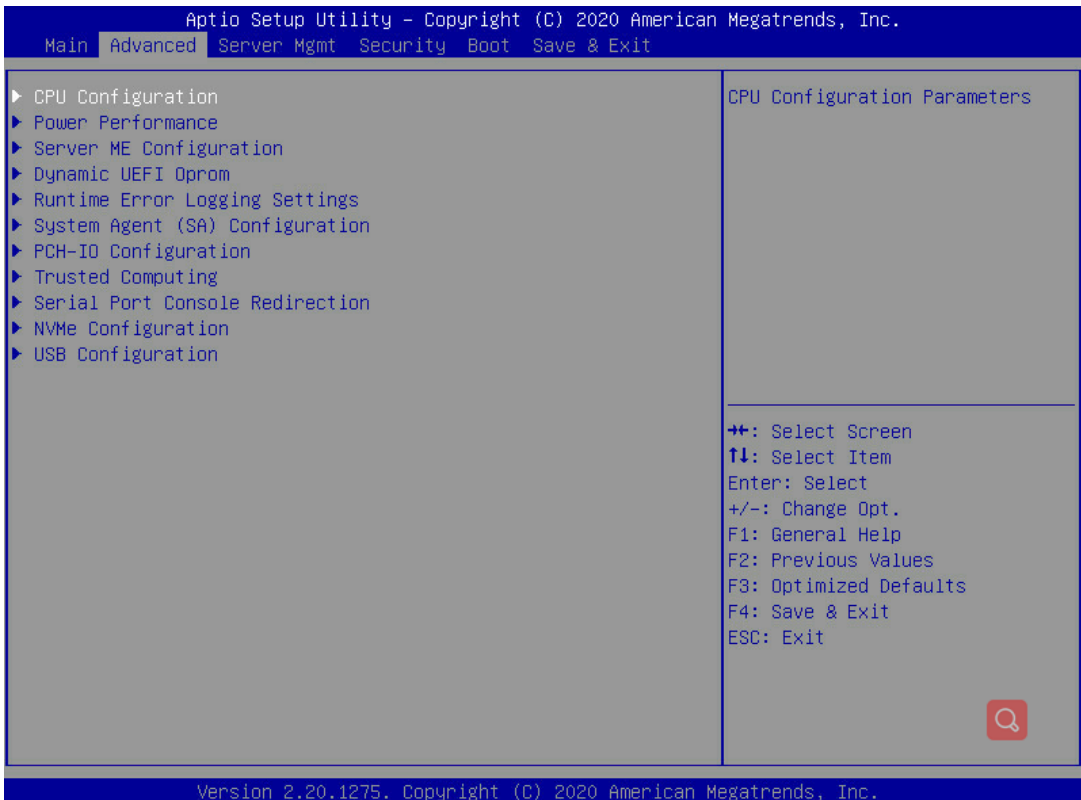 Aptio Setup Utility – Copyright (C) 2020 American Megatrends, Inc.
Main Advanced Server Mgmt Security Boot Save & Exit
▶ CPU Configuration
▶ Power Performance
▶ Server ME Configuration
▶ Dynamic UEFI Oprom
▶ Runtime Error Logging Settings
▶ System Agent (SA) Configuration
▶ PCH-IO Configuration
▶ Trusted Computing
▶ Serial Port Console Redirection
▶ NVMe Configuration
▶ USB Configuration
CPU Configuration Parameters
→←: Select Screen
↑↓: Select Item
Enter: Select
+/-: Change Opt.
F1: General Help
F2: Previous Values
F3: Optimized Defaults
F4: Save & Exit
ESC: Exit
Version 2.20.1275. Copyright (C) 2020 American Megatrends, Inc.